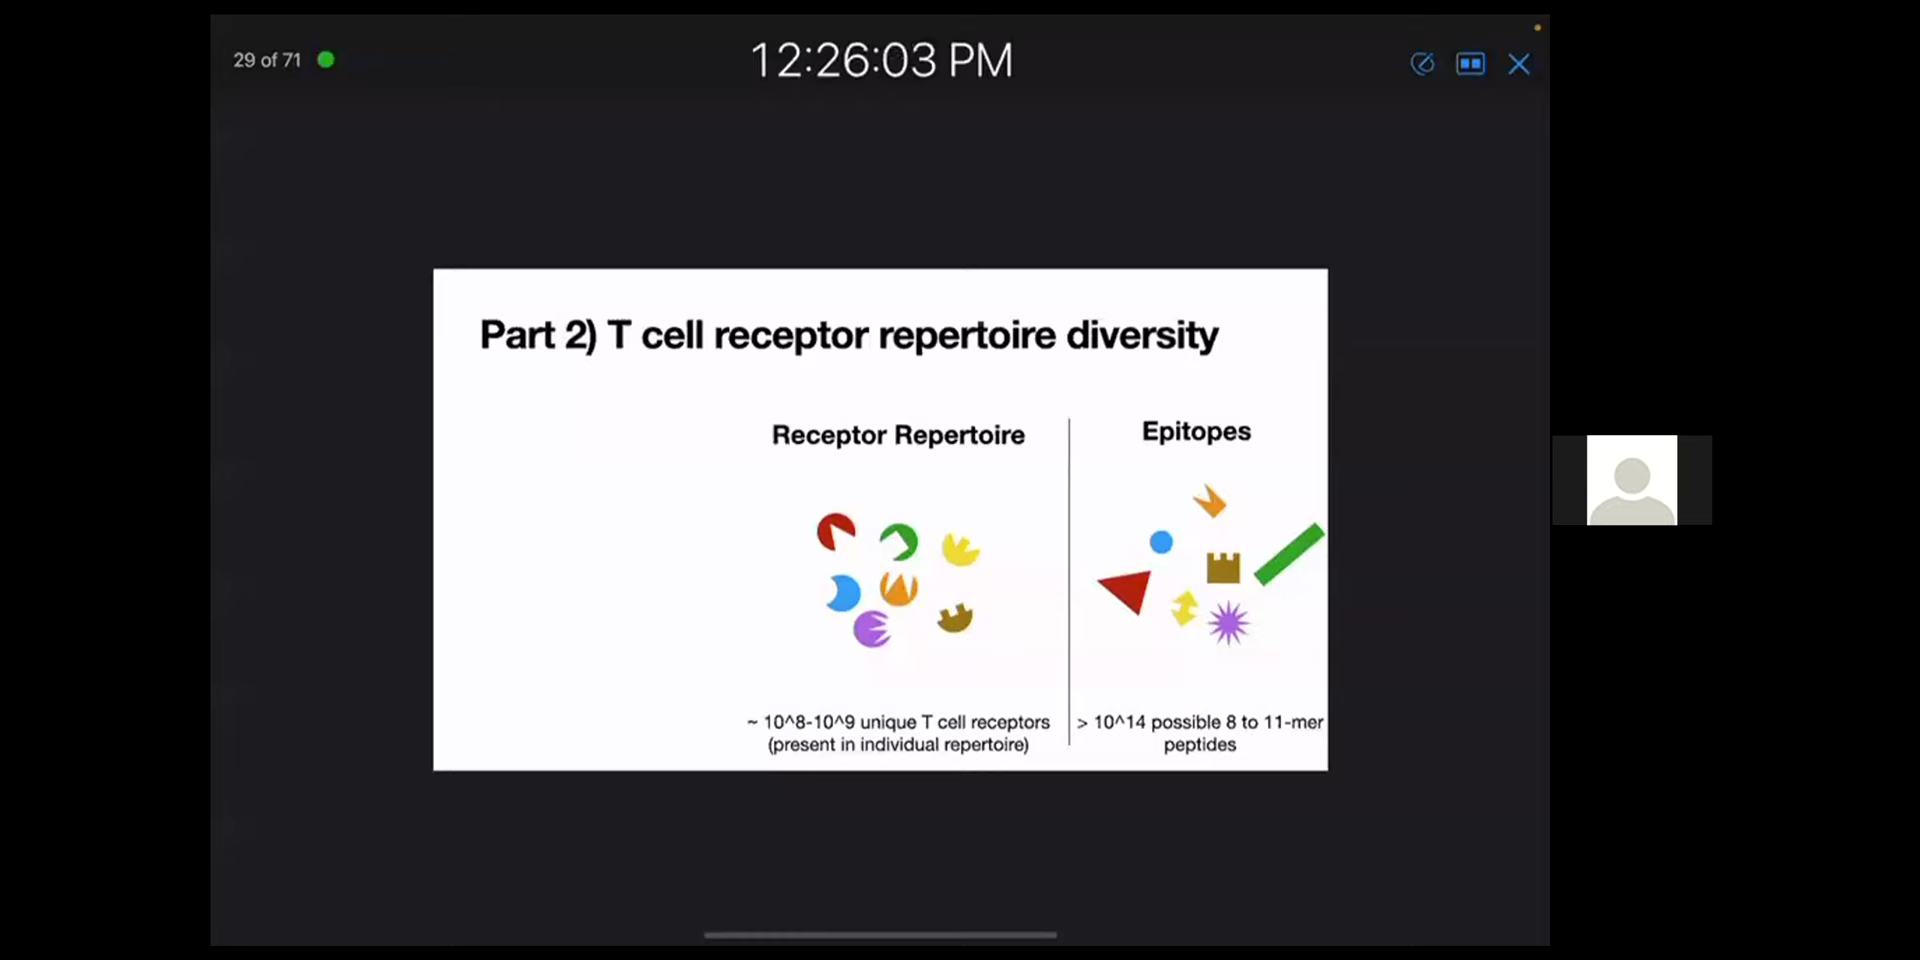 29 of 71
12:26:03 PM
Part 2) T cell receptor repertoire diversity
Receptor Repertoire
~ 10^8-10^9 unique T cell receptors
(present in individual repertoire)
Epitopes
> 10^14 possible 8 to 11-mer
peptides